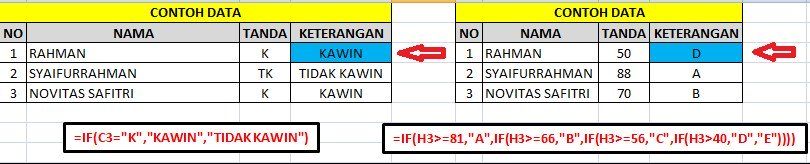 CONTOH DATA
NO NAMA TANDA KETERANGAN
1 RAHMAN K KAWIN
2 SYAIFURRAHMAN TK TIDAK KAWIN
3 NOVITAS SAFITRI K KAWIN
=IF(C3="K","KAWIN","TIDAK KAWIN")
CONTOH DATA
NO NAMA TANDA KETERANGAN
1 RAHMAN 50 D
2 SYAIFURRAHMAN 88 A
3 NOVITAS SAFITRI 70 B
=IF(H3>=81,"A",IF(H3>=66,"B",IF(H3>=56,"C",IF(H3>40,"D","E"))))